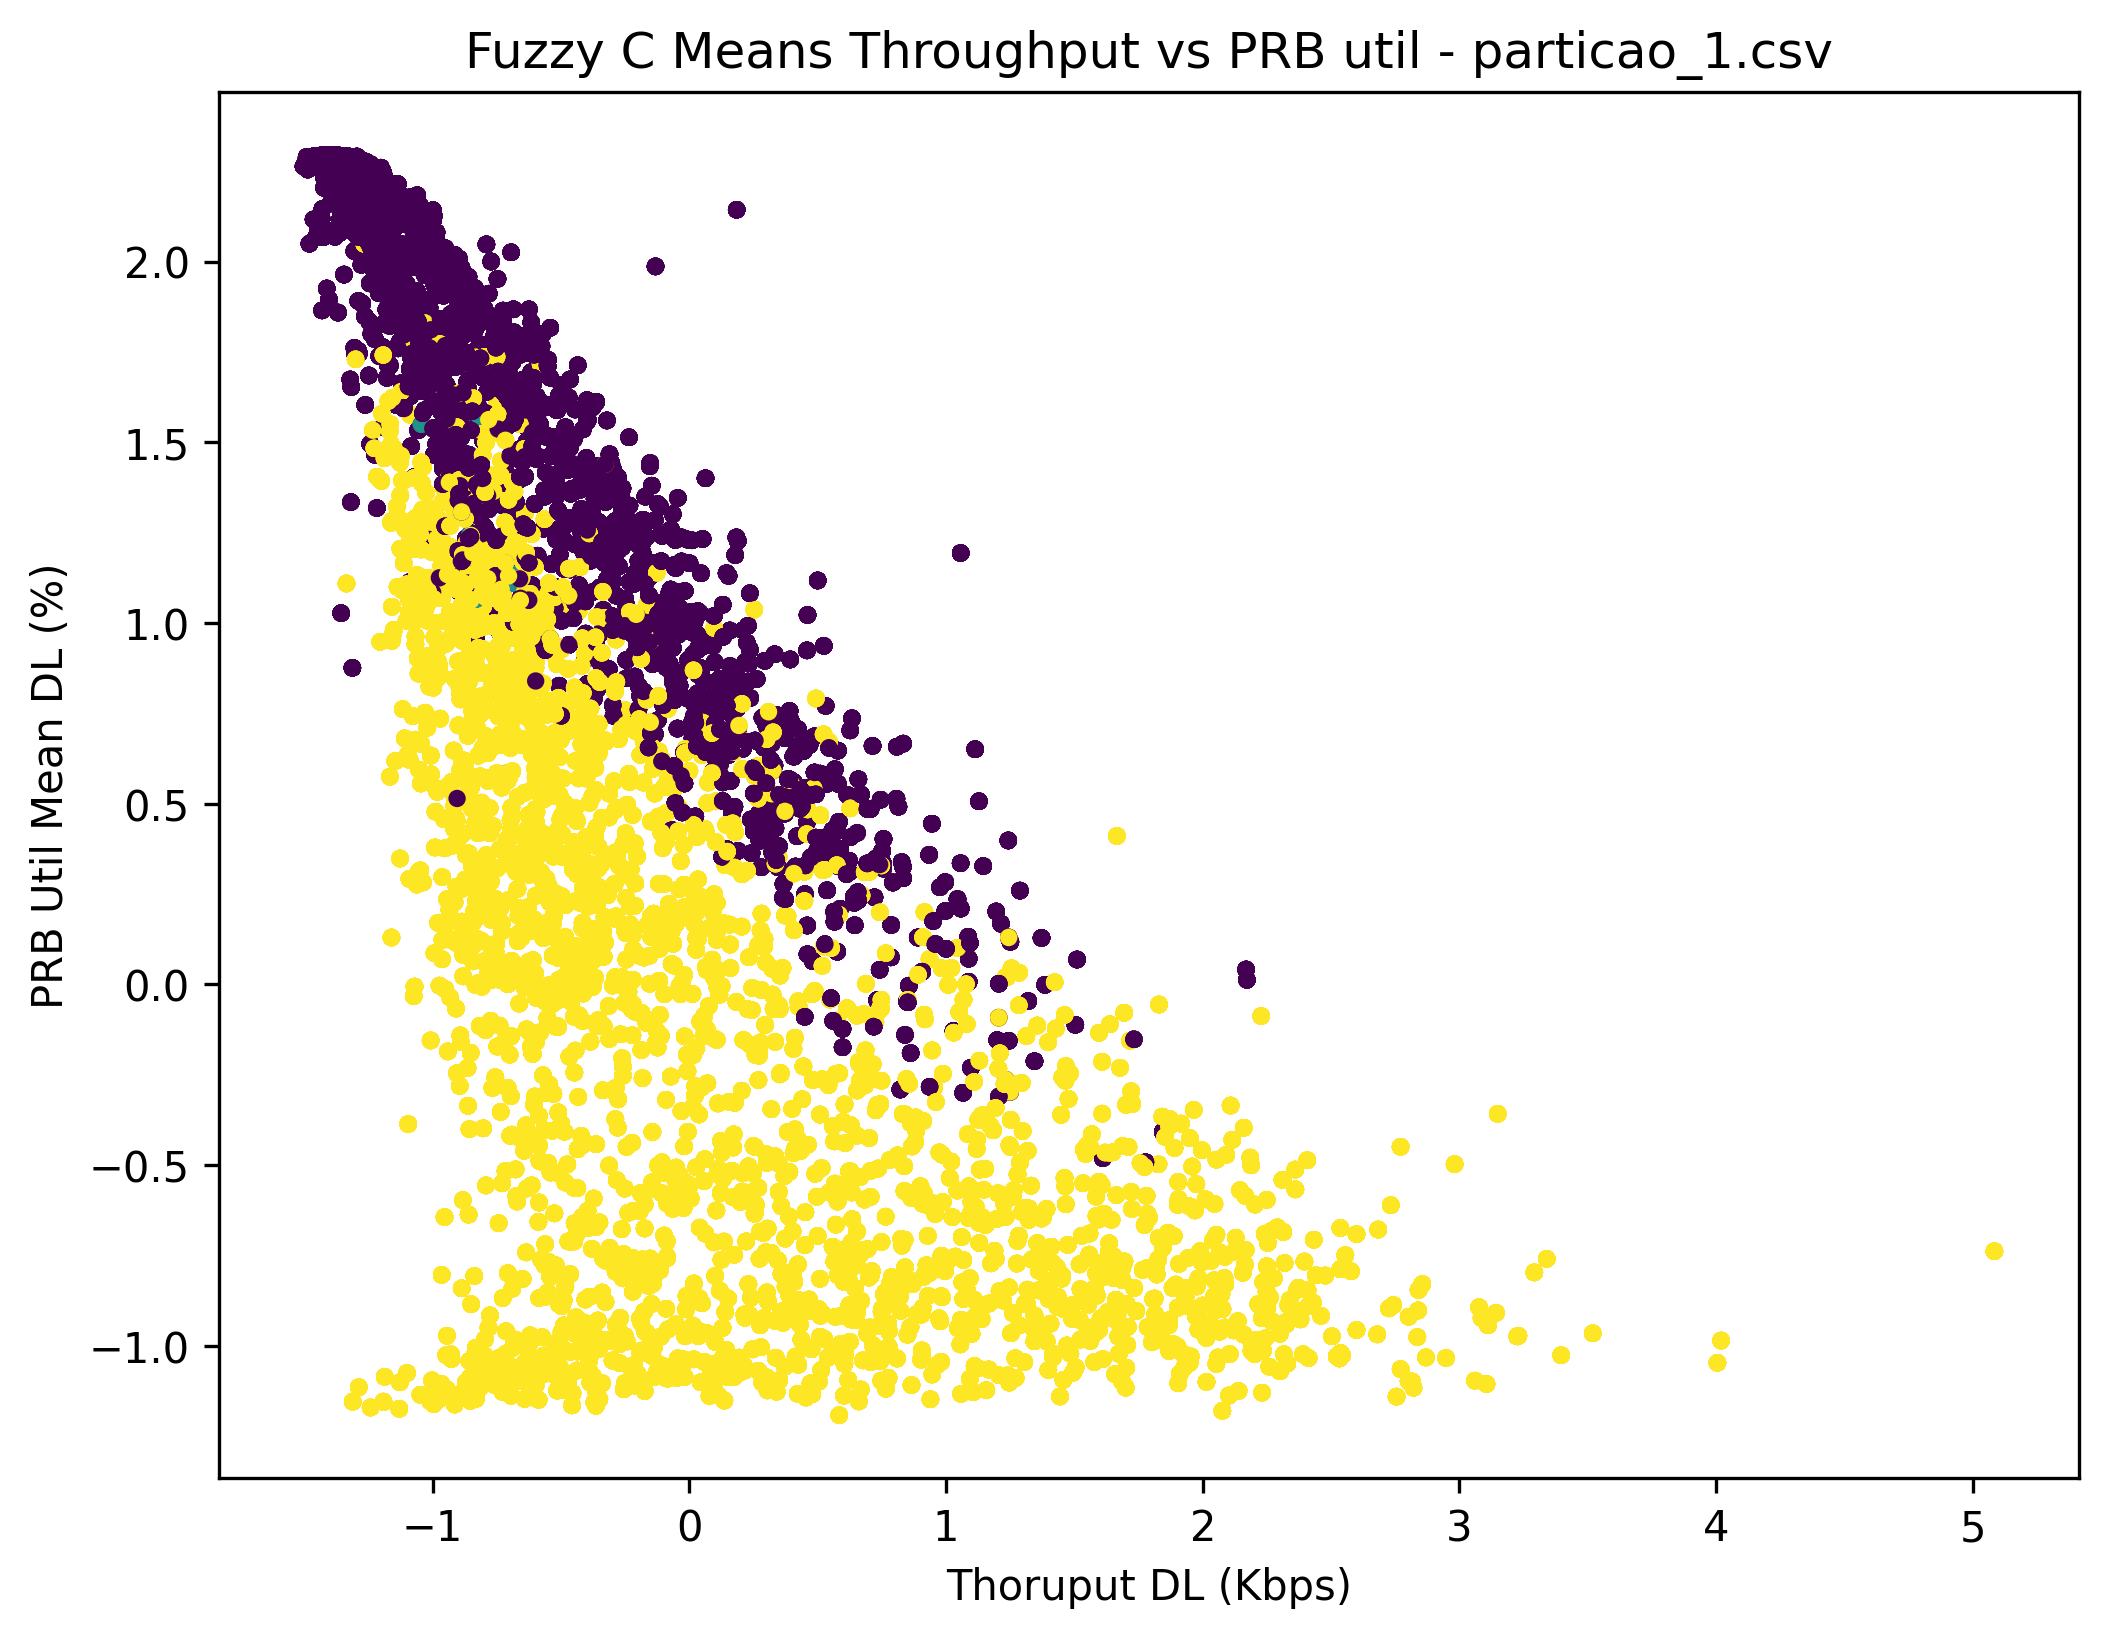 Fuzzy C Means Throughput vs PRB util - particao_1.csv
PRB Util Mean DL (%)
2.0
1.5
1.0
0.5
0.0
−0.5
−1.0
−1 0 1 2 3 4 5
Thoruput DL (Kbps)